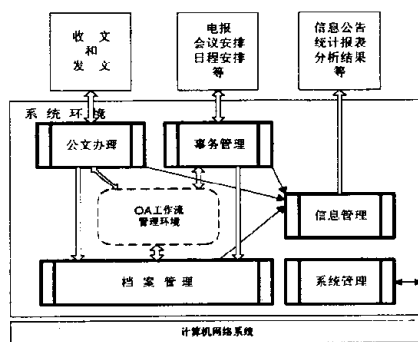 收文
和
发文
电报
会议安排
日程安排
等
信息公告
统计报表
分析结果
等
系统环境
公文办理
事务管理
OA工作流
管理环境
信息管理
档案管理
系统管理
计算机网络系统